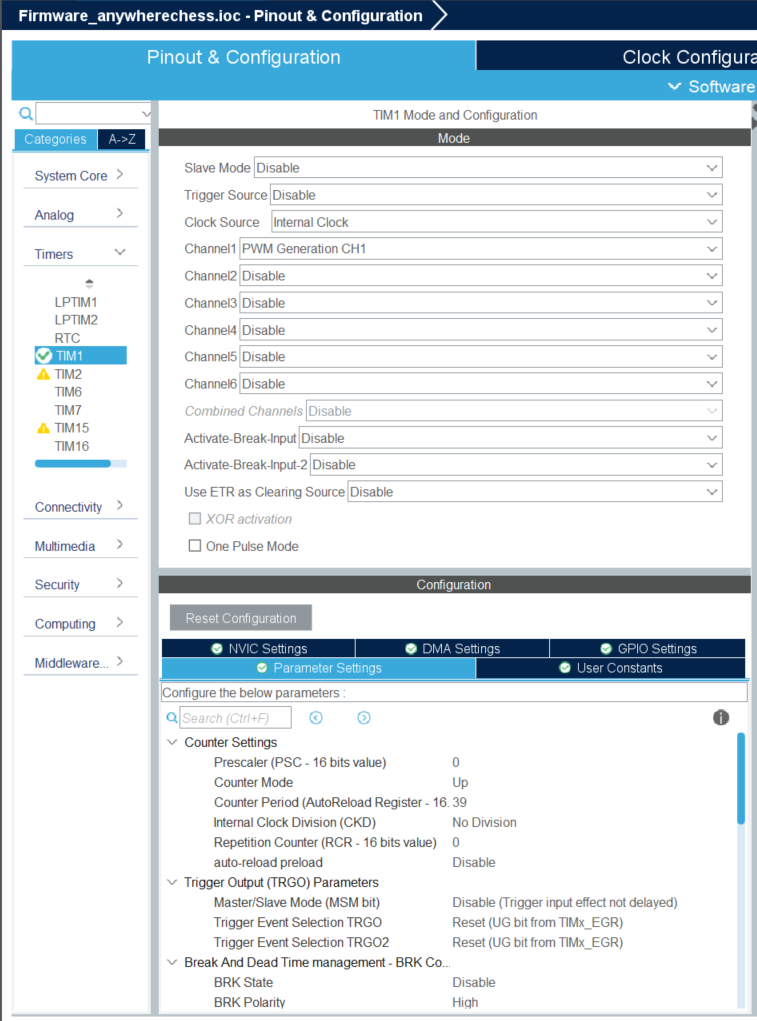 Firmware_anywherechess.ioc - Pinout & Configuration
Pinout & Configuration
Clock Configura
Software
Categories A->Z
System Core
Analog
Timers
LPTIM1
LPTIM2
RTC
TIM1
TIM2
TIM6
TIM7
TIM15
TIM16
Connectivity
Multimedia
Security
Computing
Middleware...
TIM1 Mode and Configuration
Mode
Slave Mode Disable
Trigger Source Disable
Clock Source Internal Clock
Channel1 PWM Generation CH1
Channel2 Disable
Channel3 Disable
Channel4 Disable
Channel5 Disable
Channel6 Disable
Combined Channels Disable
Activate-Break-Input Disable
Activate-Break-Input-2 Disable
Use ETR as Clearing Source Disable
XOR activation
One Pulse Mode
Configuration
Reset Configuration
NVIC Settings DMA Settings GPIO Settings
Parameter Settings User Constants
Configure the below parameters :
Search (Ctrl+F)
Counter Settings
Prescaler (PSC - 16 bits value) 0
Counter Mode Up
Counter Period (AutoReload Register - 16. 39
Internal Clock Division (CKD) No Division
Repetition Counter (RCR - 16 bits value) 0
auto-reload preload Disable
Trigger Output (TRGO) Parameters
Master/Slave Mode (MSM bit) Disable (Trigger input effect not delayed)
Trigger Event Selection TRGO Reset (UG bit from TIMx_EGR)
Trigger Event Selection TRGO2 Reset (UG bit from TIMx_EGR)
Break And Dead Time management - BRK Co...
BRK State Disable
BRK Polarity High